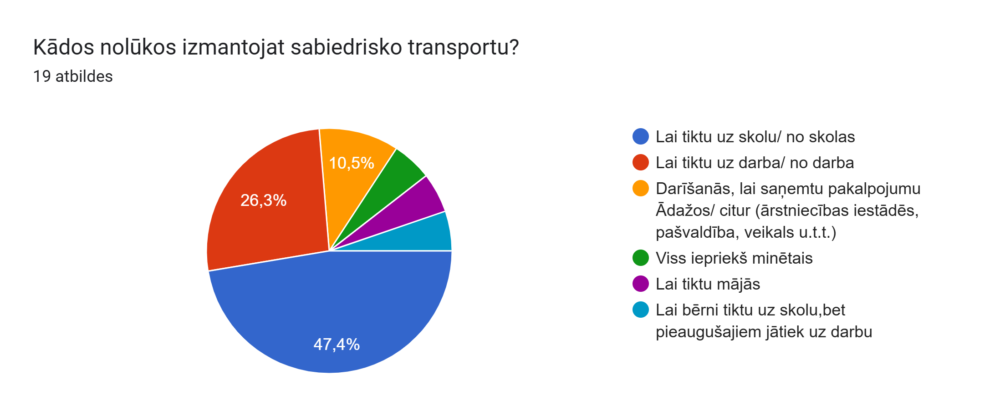 Kādos nolūkos izmantojat sabiedrisko transportu?
19 atbildes
10,5%
26,3%
47,4%
Lai tiktu uz skolu/ no skolas
Lai tiktu uz darba/ no darba
Darīšanās, lai saņemtu pakalpojumu
Ādažos/ citur (ārstniecības iestādēs,
pašvaldība, veikals u.t.t.)
Viss iepriekš minētais
Lai tiktu mājās
Lai bērni tiktu uz skolu,bet
pieaugušajiem jātiek uz darbu